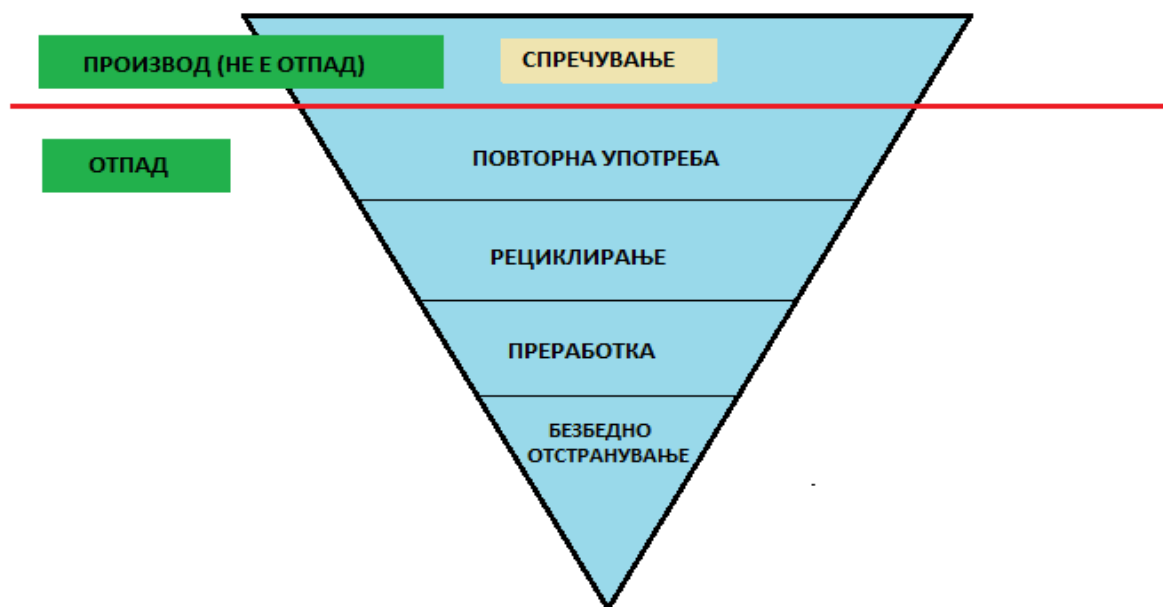 ПРОИЗВОД (НЕ Е ОТПАД)
СПРЕЧУВАЊЕ
ОТПАД
ПОВТОРНА УПОТРЕБА
РЕЦИКЛИРАЊЕ
ПРЕРАБОТКА
БЕЗБЕДНО
ОТСТРАНУВАЊЕ